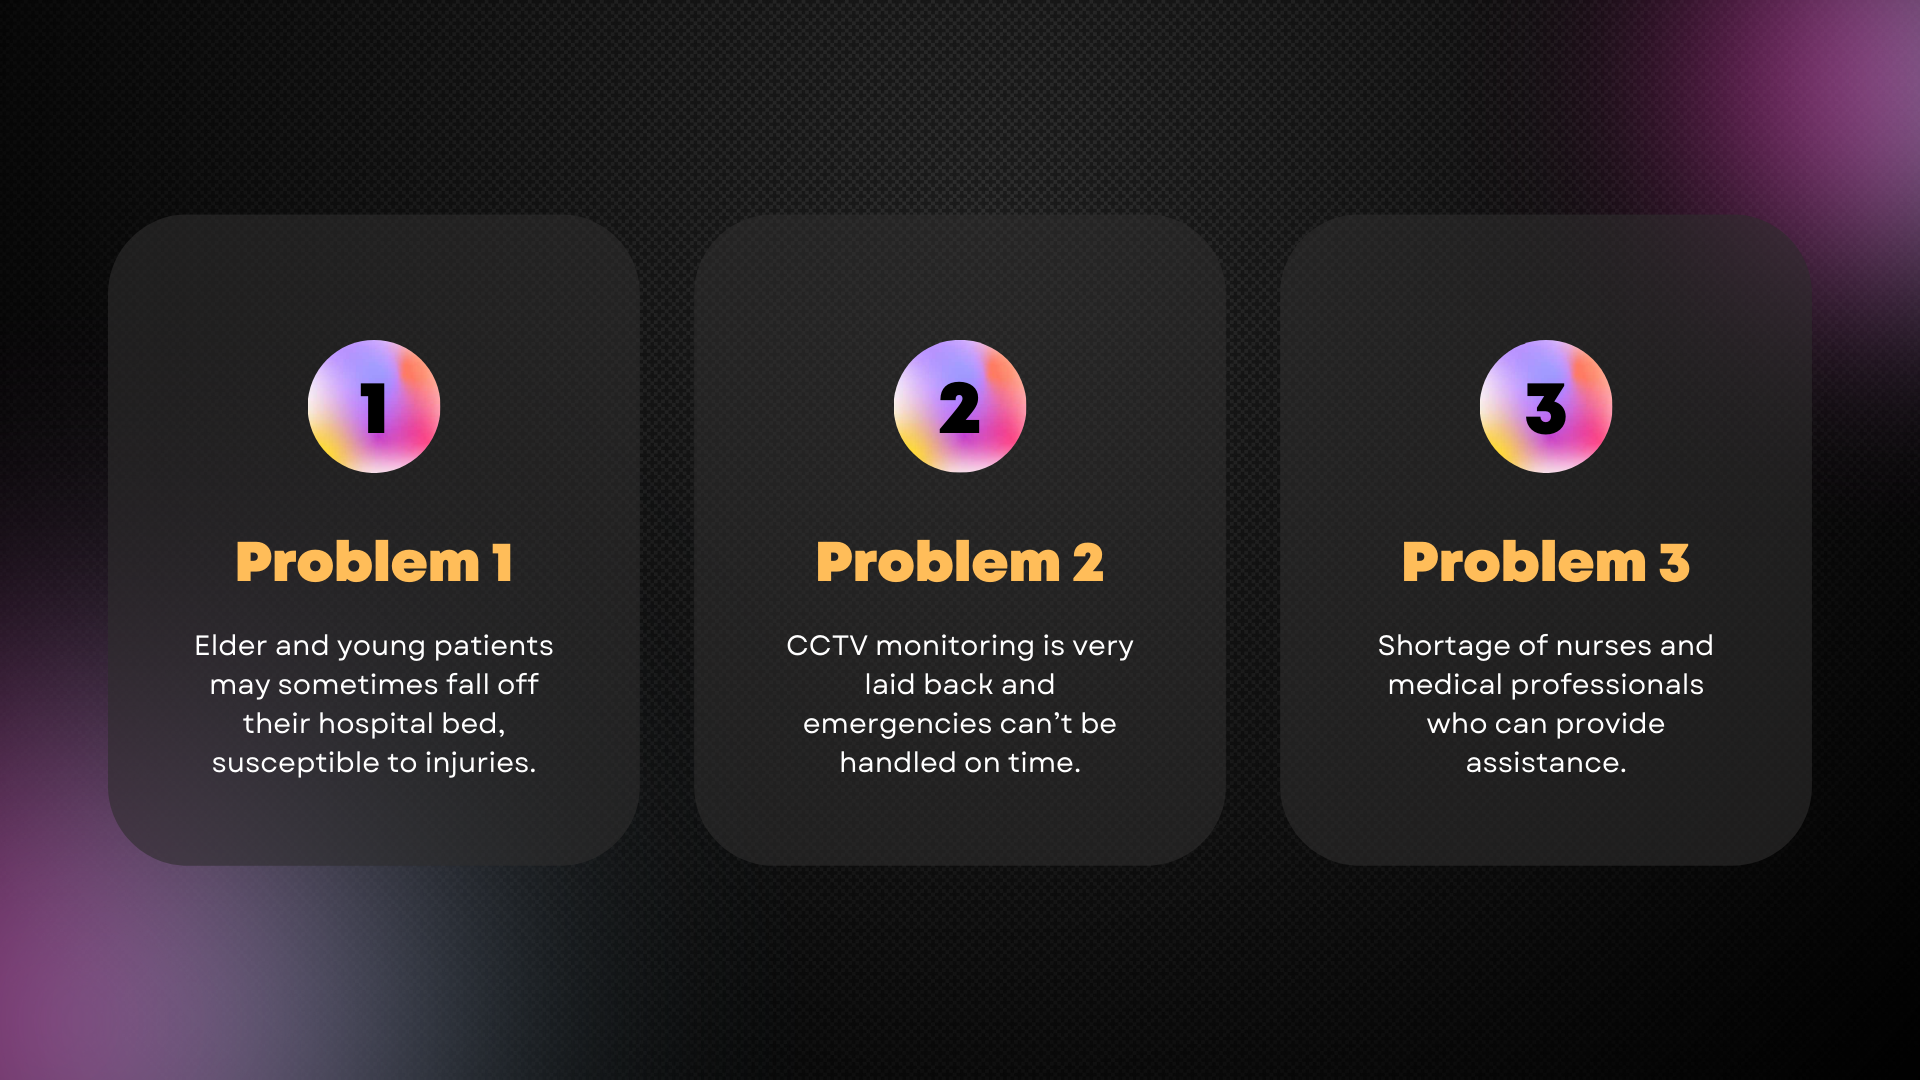 1
Problem 1
Elder and young patients
may sometimes fall off
their hospital bed,
susceptible to injuries.
2
Problem 2
CCTV monitoring is very
laid back and
emergencies can’t be
handled on time.
3
Problem 3
Shortage of nurses and
medical professionals
who can provide
assistance.